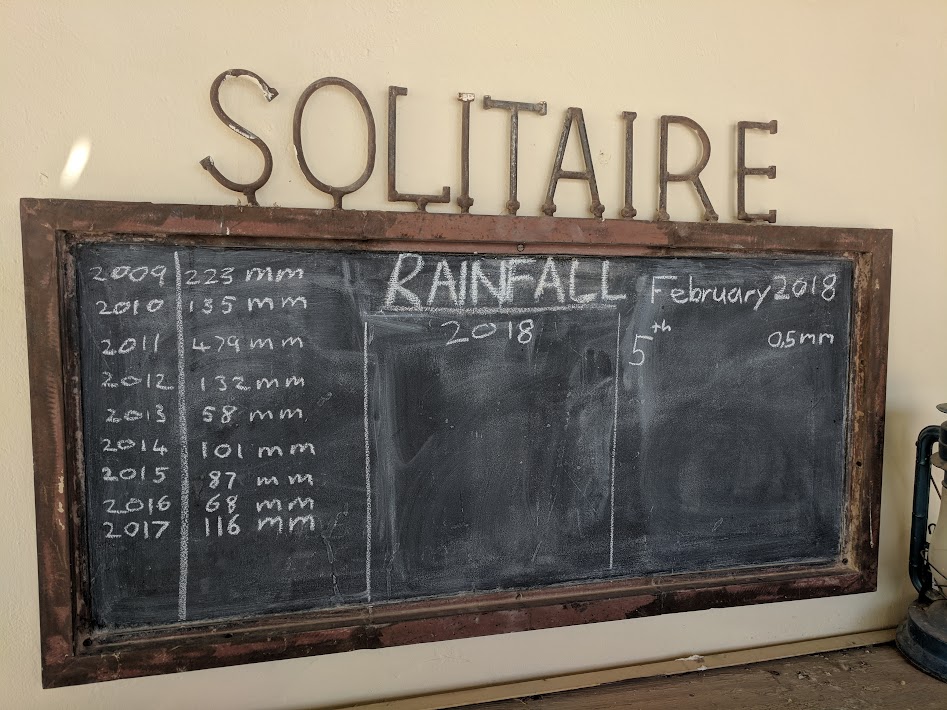 SOLITAIRE
RAINFALL
2009 223 mm
2010 135 mm
2011 479 mm
2012 132 mm
2013 58 mm
2014 101 mm
2015 87 mm
2016 68 mm
2017 116 mm
2018
February 2018
5th 0,5mm